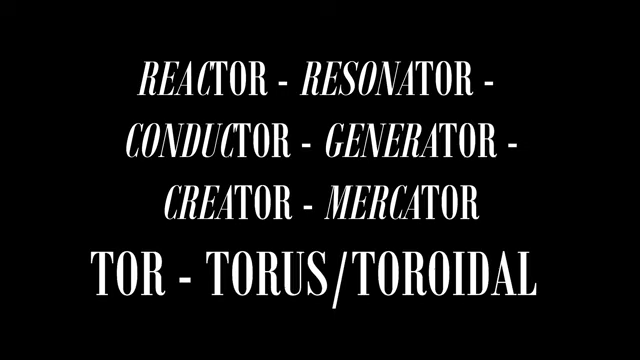 REACTOR - RESONATOR -
CONDUCTOR - GENERATOR -
CREATOR - MERCATOR
TOR - TORUS/TOROIDAL